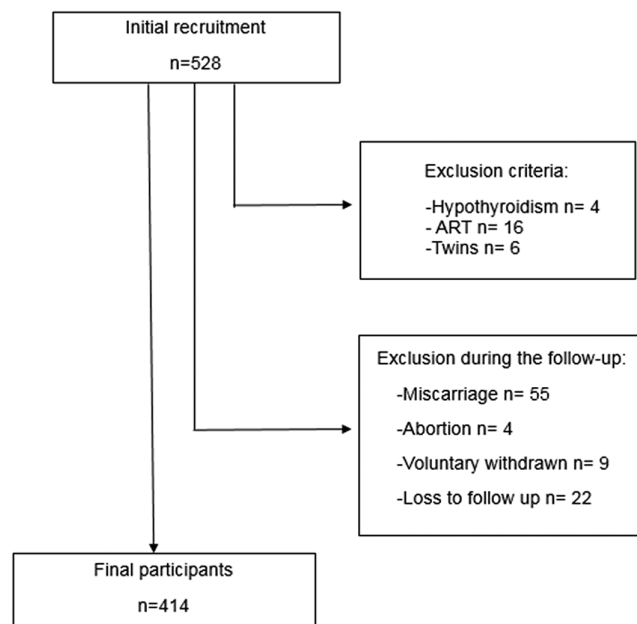 Initial recruitment
n=528
Exclusion criteria:
-Hypothyroidism n= 4
- ART n= 16
-Twins n= 6
Exclusion during the follow-up:
-Miscarriage n= 55
-Abortion n= 4
-Voluntary withdrawn n= 9
-Loss to follow up n= 22
Final participants
n=414